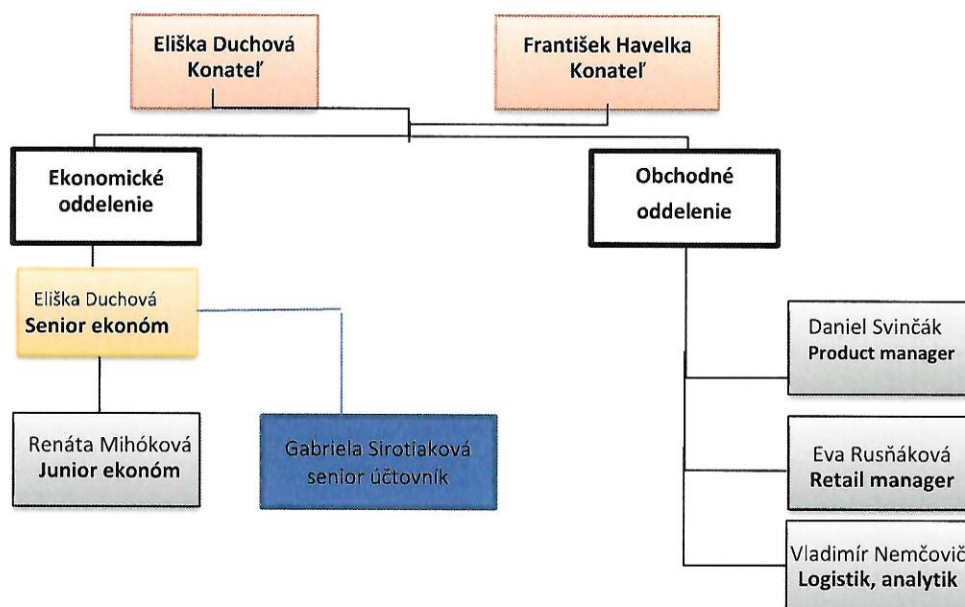 Eliška Duchová
Konateľ
František Havelka
Konateľ
Ekonomické
oddelenie
Obchodné
oddelenie
Eliška Duchová
Senior ekonóm
Daniel Svinčák
Product manager
Renáta Mihóková
Junior ekonóm
Gabriela Sirotiaková
senior účtovník
Eva Rusňáková
Retail manager
Vladimír Nemčovič
Logistik, analytik